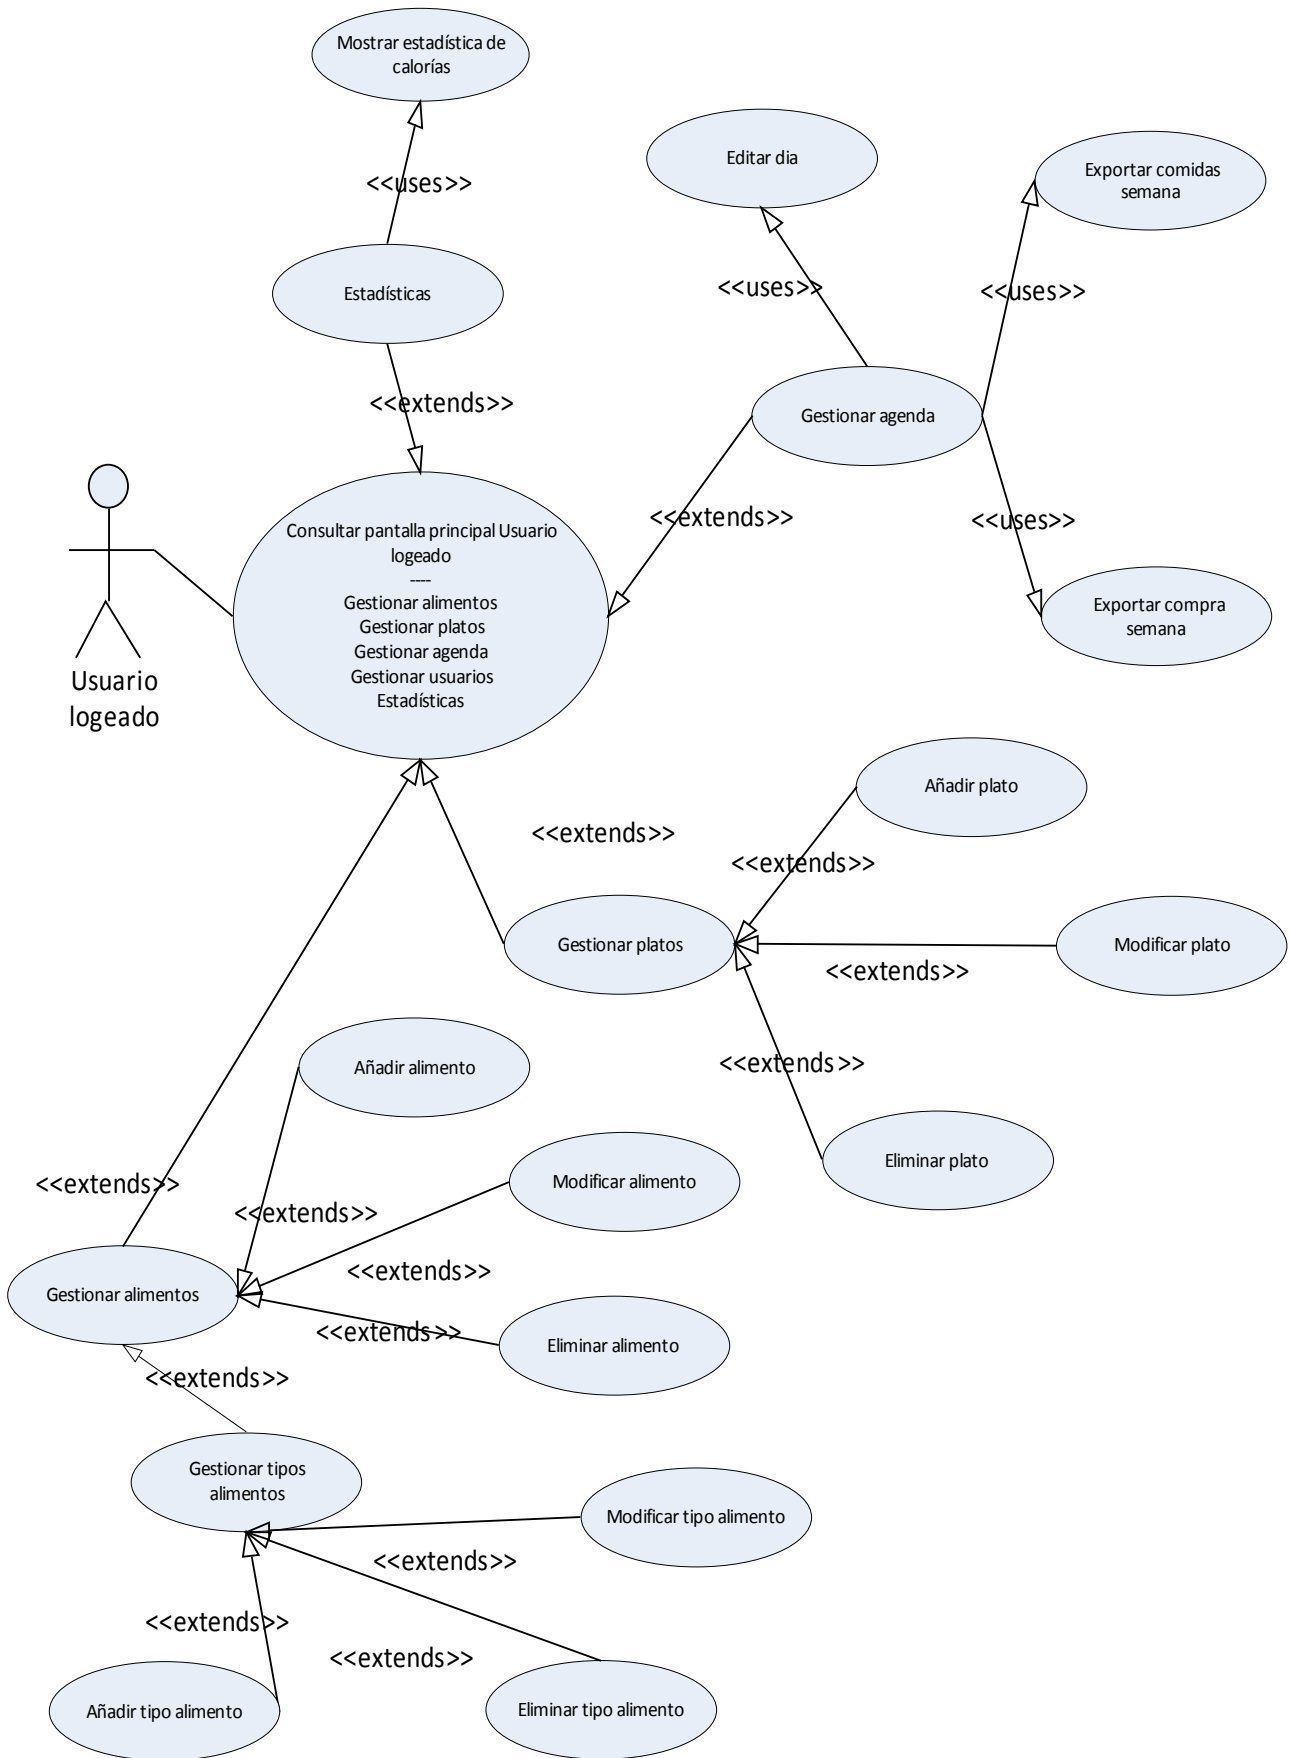 Mostrar estadística de
calorías
<<uses>>
Editar dia
Exportar comidas
semana
Estadísticas
<<uses>>
<<uses>>
<<extends>>
Gestionar agenda
<<extends>>
<<uses>>
Consultar pantalla principal Usuario
logeado
----
Gestionar alimentos
Gestionar platos
Gestionar agenda
Gestionar usuarios
Estadísticas
Exportar compra
semana
Usuario
logeado
Añadir plato
<<extends>>
<<extends>>
Gestionar platos
Modificar plato
<<extends>>
<<extends>>
Añadir alimento
Eliminar plato
Modificar alimento
<<extends>>
<<extends>>
<<extends>>
Gestionar alimentos
<<extends>>
Eliminar alimento
<<extends>>
Gestionar tipos
alimentos
Modificar tipo alimento
<<extends>>
<<extends>>
<<extends>>
Añadir tipo alimento
Eliminar tipo alimento